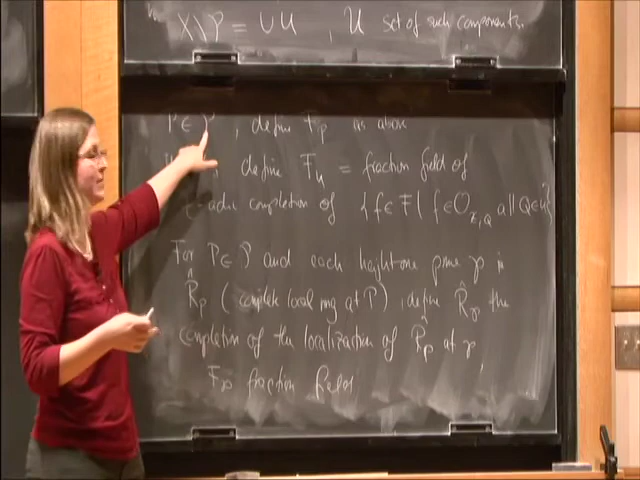 X∖𝒫 = ∪U , 𝒰 set of such components.
P ∈ 𝒫 , define F_P as above
, define F_U = fraction field of
t-adic completion of {f ∈ F | f ∈ O_{x,Q} all Q ∈ U}
For P ∈ 𝒫 and each height one prime ℘ in
R̂_P ( complete local ring at P ) , define R̂_℘ the
completion of the localization of R̂_P at ℘ ,
F_℘ fraction field